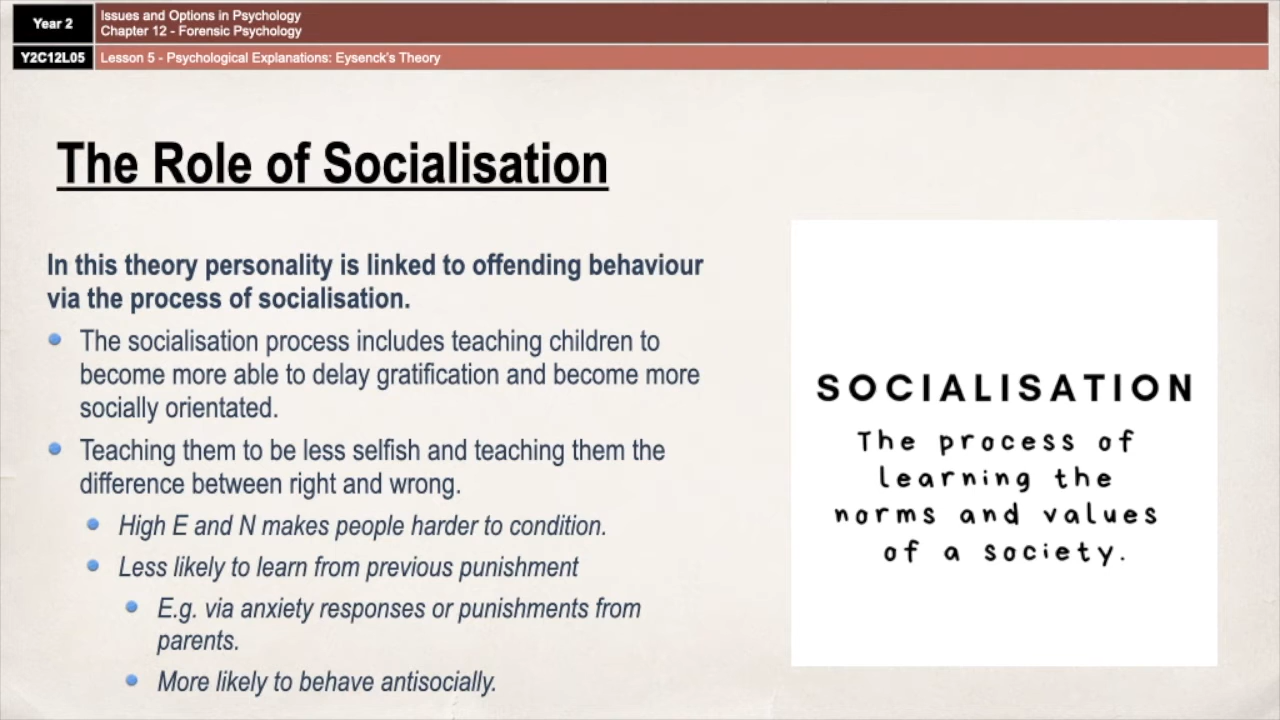 Year 2
Issues and Options in Psychology
Chapter 12 - Forensic Psychology
Y2C12L05
Lesson 5 - Psychological Explanations: Eysenck's Theory
The Role of Socialisation
In this theory personality is linked to offending behaviour
via the process of socialisation.
The socialisation process includes teaching children to
become more able to delay gratification and become more
socially orientated.
Teaching them to be less selfish and teaching them the
difference between right and wrong.
High E and N makes people harder to condition.
Less likely to learn from previous punishment
E.g. via anxiety responses or punishments from
parents.
More likely to behave antisocially.
SOCIALISATION
The process of
learning the
norms and values
of a society.